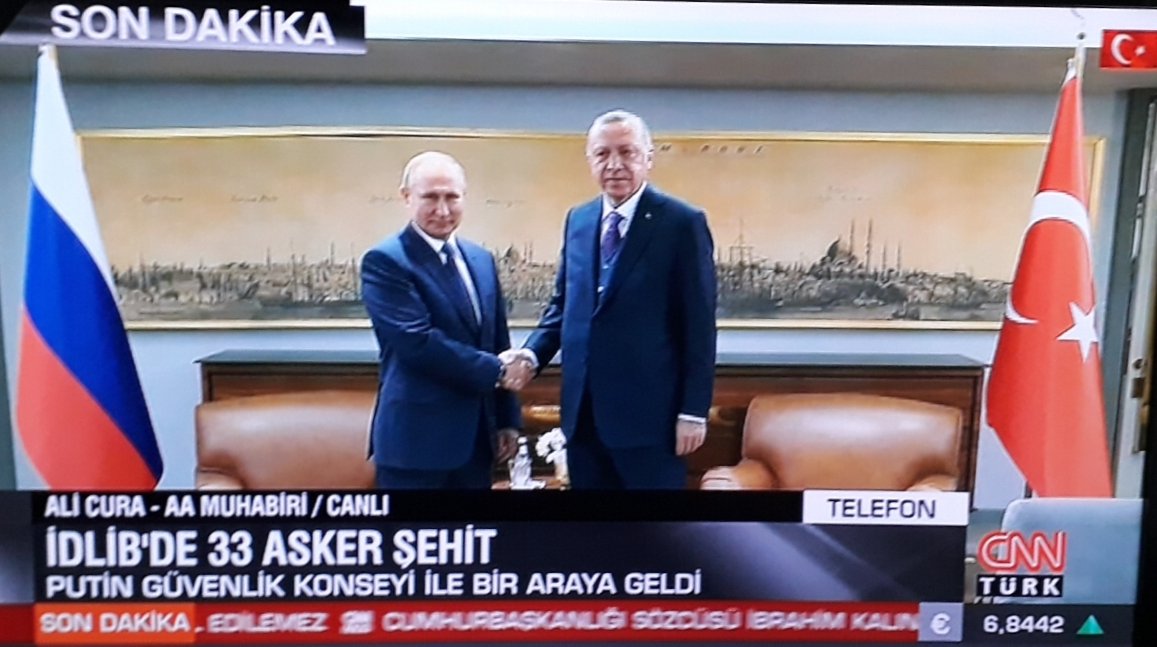 SON DAKİKA
ALİ CURA - AA MUHABİRİ / CANLI
TELEFON
İDLİB'DE 33 ASKER ŞEHİT
PUTİN GÜVENLİK KONSEYİ İLE BİR ARAYA GELDİ
CNN
TÜRK
SON DAKİKA . EDİLEMEZ CUMHURBAŞKANLIĞI SÖZCÜSÜ İBRAHİM KALIN
€ 6,8442